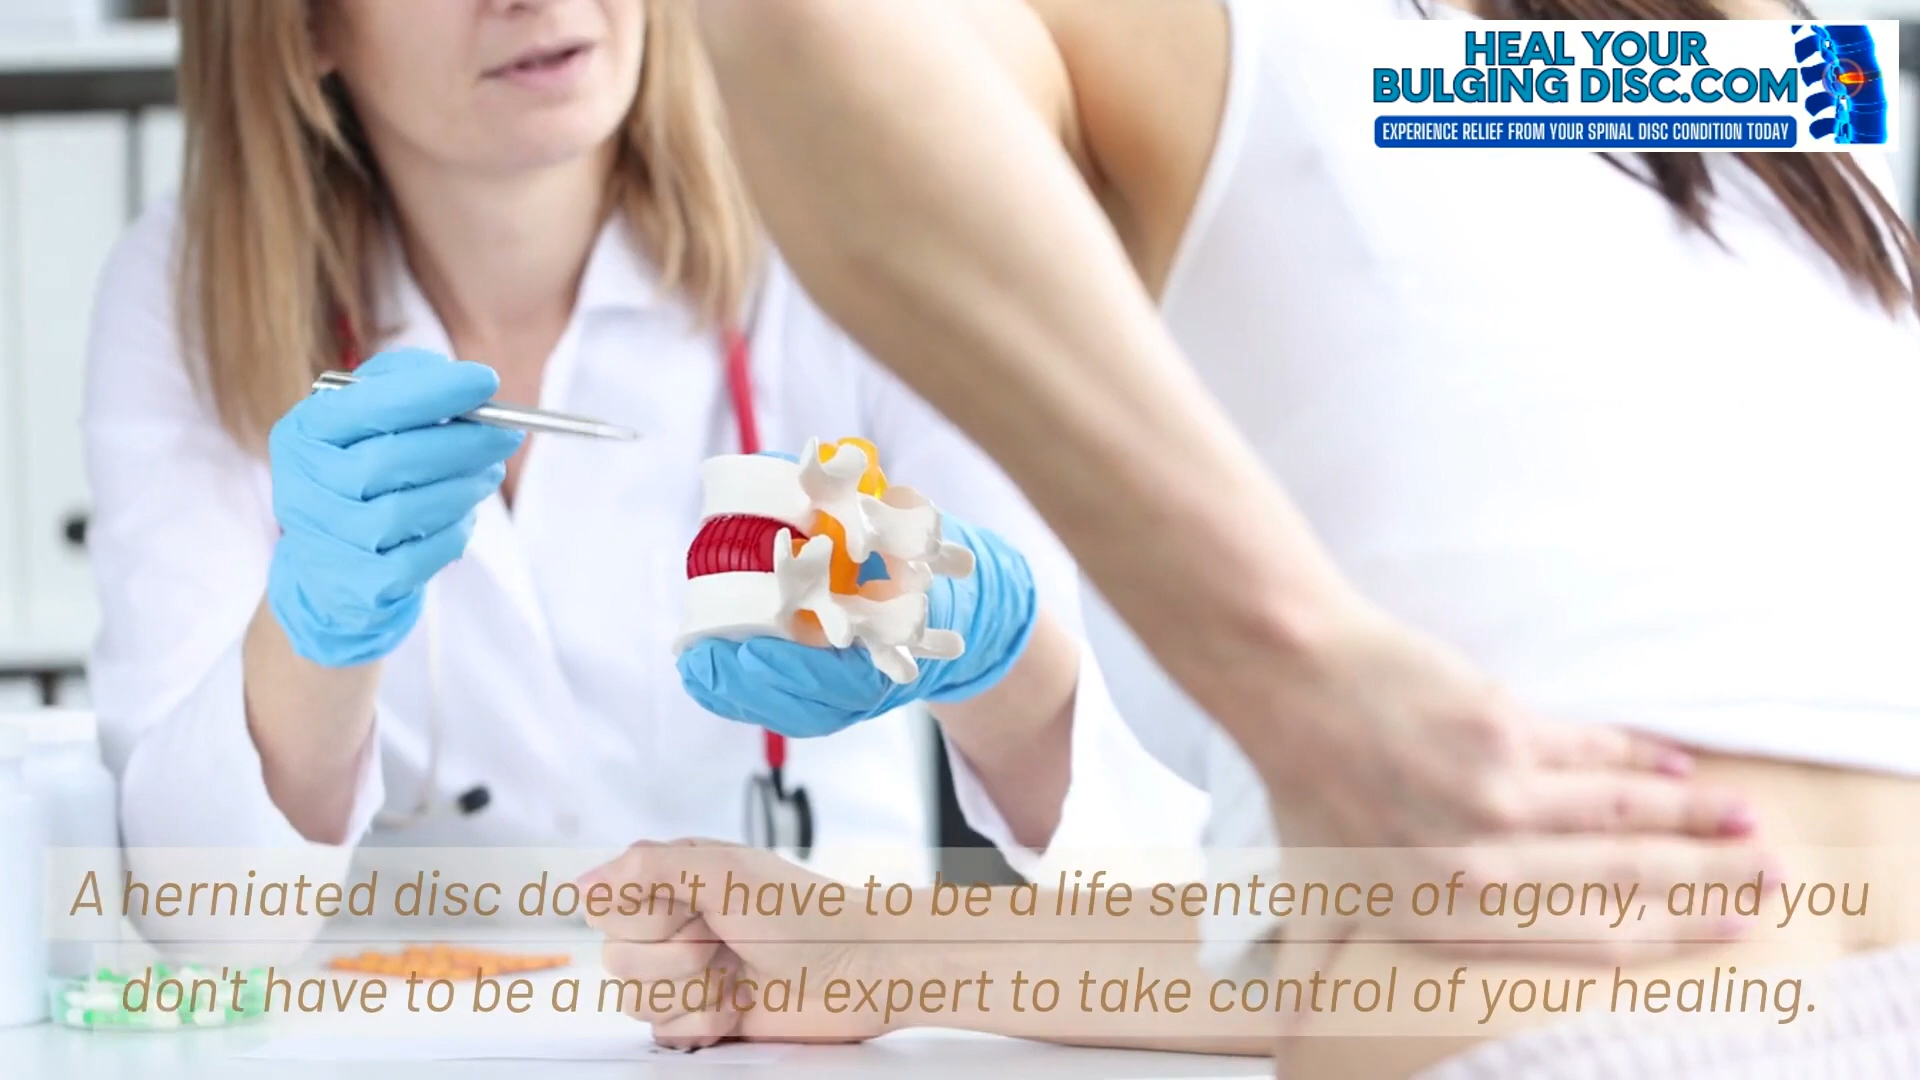 HEAL YOUR
BULGING DISC.COM
EXPERIENCE RELIEF FROM YOUR SPINAL DISC CONDITION TODAY
A herniated disc doesn't have to be a life sentence of agony, and you
don't have to be a medical expert to take control of your healing.